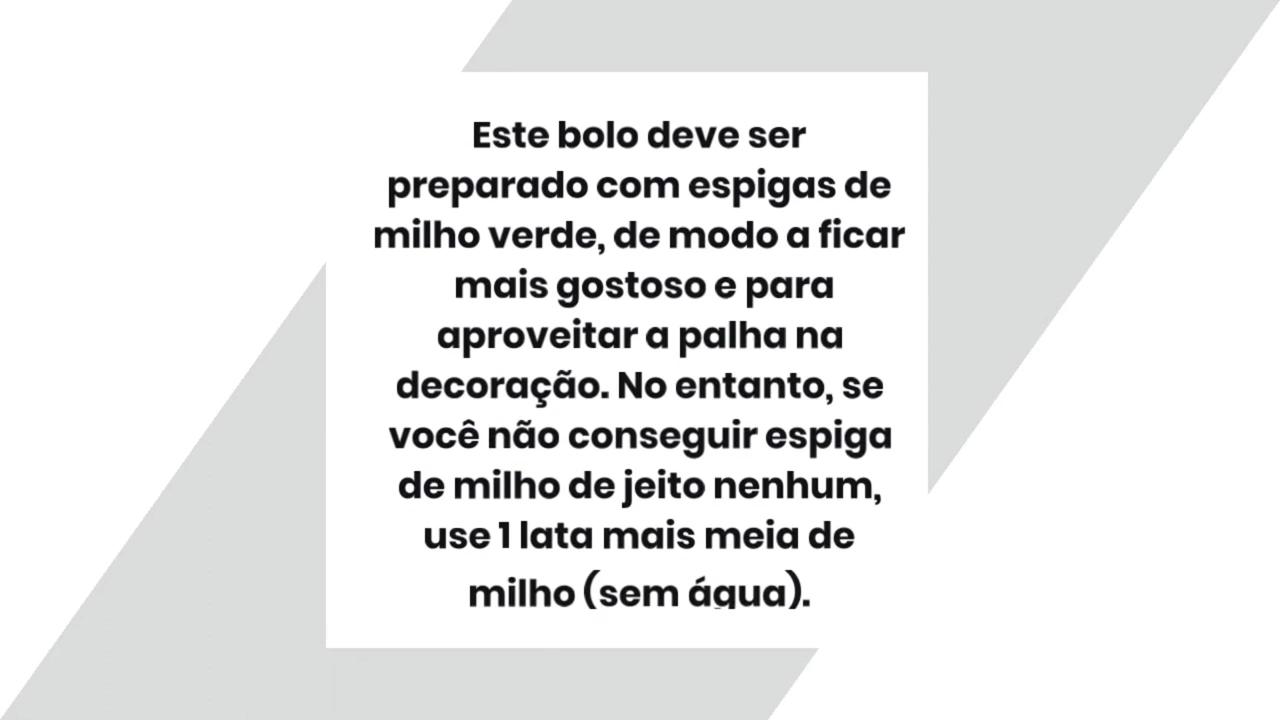 Este bolo deve ser
preparado com espigas de
milho verde, de modo a ficar
mais gostoso e para
aproveitar a palha na
decoração. No entanto, se
você não conseguir espiga
de milho de jeito nenhum,
use 1 lata mais meia de
milho (sem água).